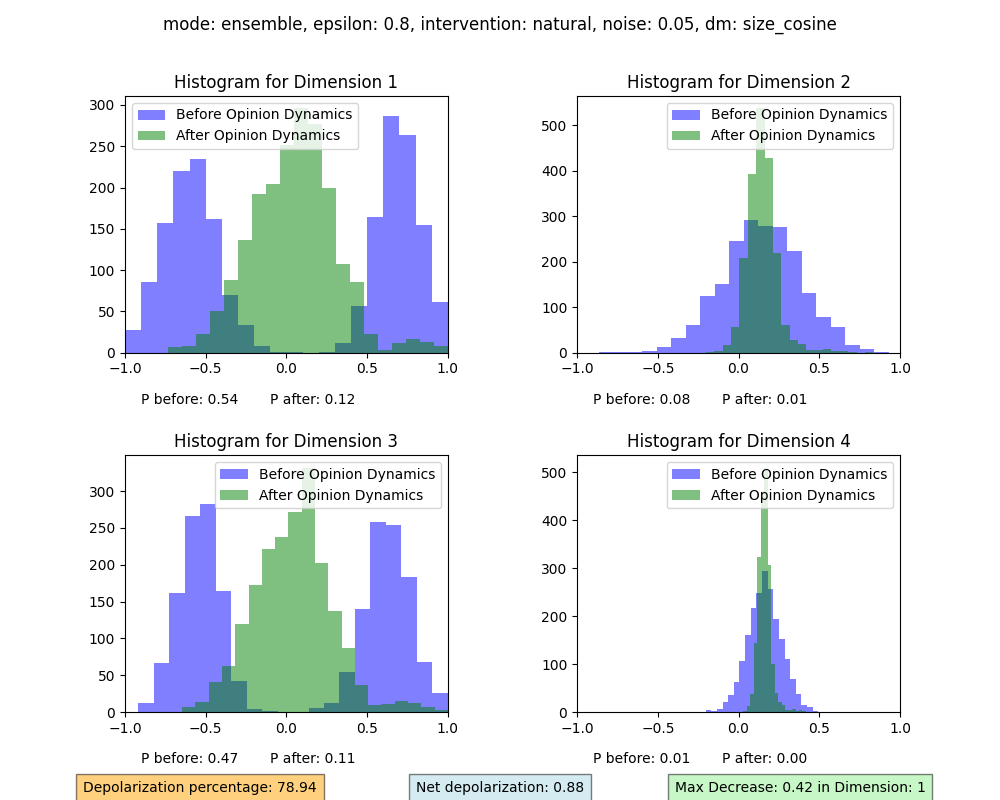 mode: ensemble, epsilon: 0.8, intervention: natural, noise: 0.05, dm: size_cosine
Histogram for Dimension 1
Before Opinion Dynamics
After Opinion Dynamics
300
250
200
150
100
50
0
−1.0 −0.5 0.0 0.5 1.0
P before: 0.54 P after: 0.12
Histogram for Dimension 2
Before Opinion Dynamics
After Opinion Dynamics
500
400
300
200
100
0
−1.0 −0.5 0.0 0.5 1.0
P before: 0.08 P after: 0.01
Histogram for Dimension 3
Before Opinion Dynamics
After Opinion Dynamics
300
250
200
150
100
50
0
−1.0 −0.5 0.0 0.5 1.0
P before: 0.47 P after: 0.11
Histogram for Dimension 4
Before Opinion Dynamics
After Opinion Dynamics
500
400
300
200
100
0
−1.0 −0.5 0.0 0.5 1.0
P before: 0.01 P after: 0.00
Depolarization percentage: 78.94
Net depolarization: 0.88
Max Decrease: 0.42 in Dimension: 1